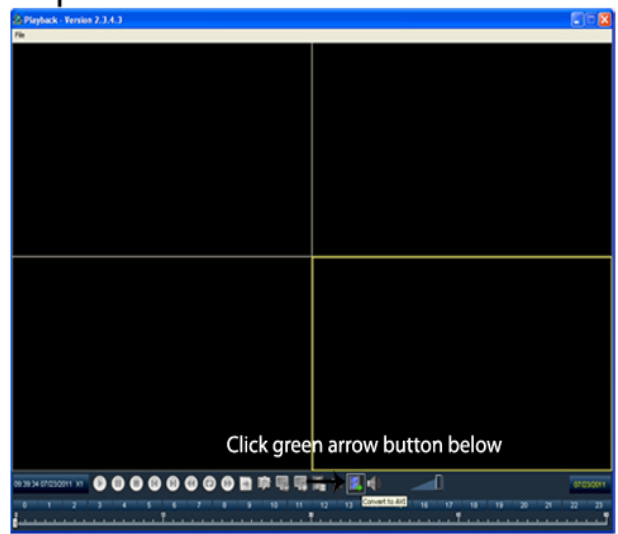 Playback - Version 2.3.4.3
File
Click green arrow button below
09:39:34 07/23/2011 X1
07/23/2011
Convert to AVI
0 1 2 3 4 5 6 7 8 9 10 11 12 13 16 17 18 19 20 21 22 23